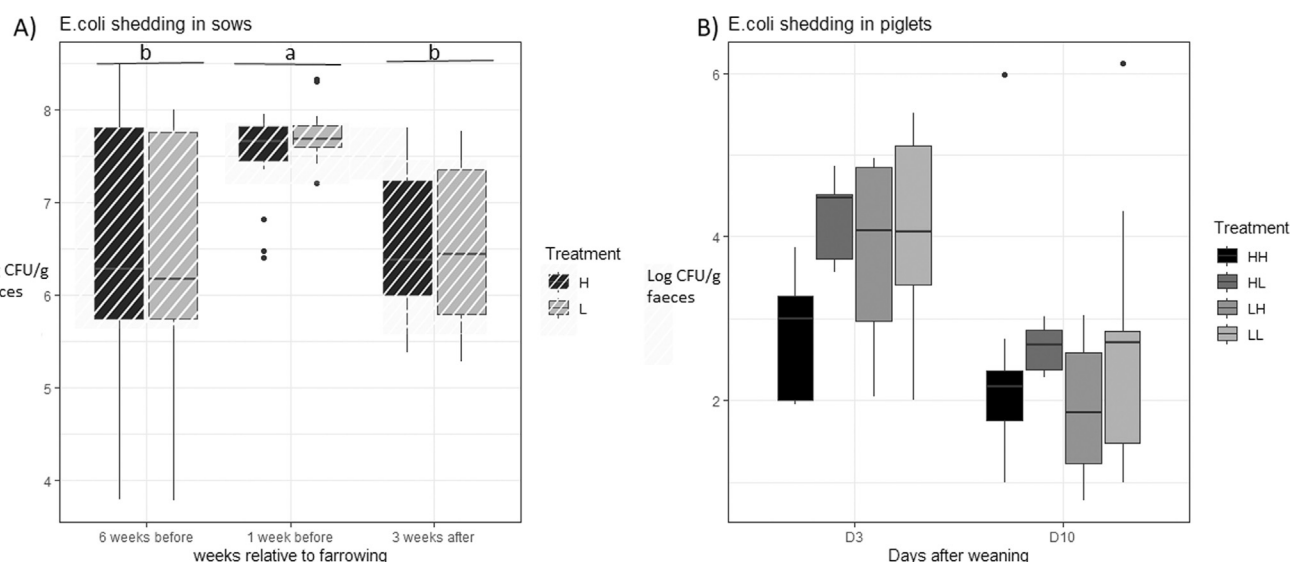 A) E.coli shedding in sows
b a b
8
7
6
5
4
CFU/g
ces
6 weeks before 1 week before 3 weeks after
weeks relative to farrowing
Treatment
H
L
B) E.coli shedding in piglets
6
4
2
Log CFU/g
faeces
D3 D10
Days after weaning
Treatment
HH
HL
LH
LL